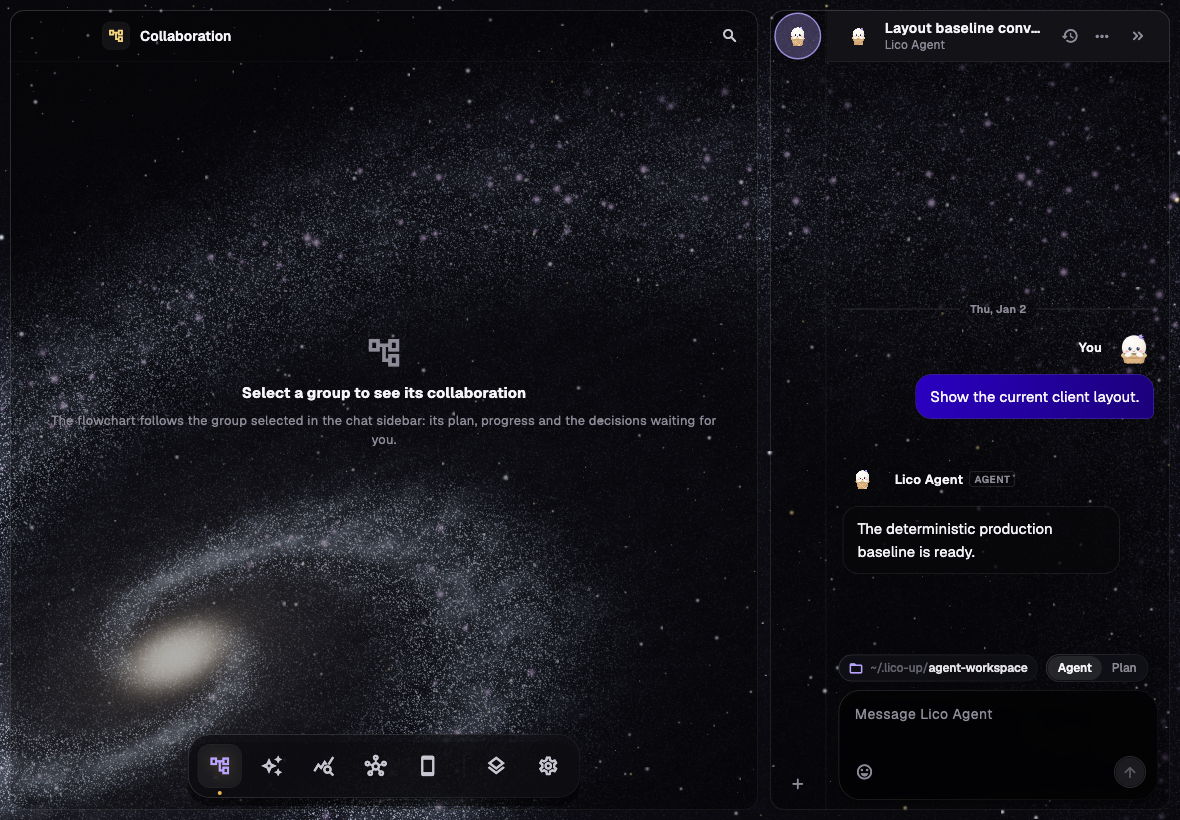 Collaboration
Layout baseline conv...
Lico Agent
Select a group to see its collaboration
The flowchart follows the group selected in the chat sidebar: its plan, progress and the decisions waiting for
you.
Thu, Jan 2
You
Show the current client layout.
Lico Agent AGENT
The deterministic production
baseline is ready.
~/.lico-up/agent-workspace
Agent Plan
Message Lico Agent